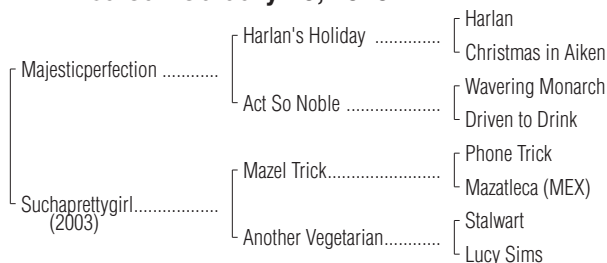 Harlan
Harlan's Holiday ..............
Christmas in Aiken
Majesticperfection ............
Wavering Monarch
Act So Noble .....................
Driven to Drink
Phone Trick
Mazel Trick.........................
Mazatleca (MEX)
Suchaprettygirl..................
(2003)
Stalwart
Another Vegetarian............
Lucy Sims